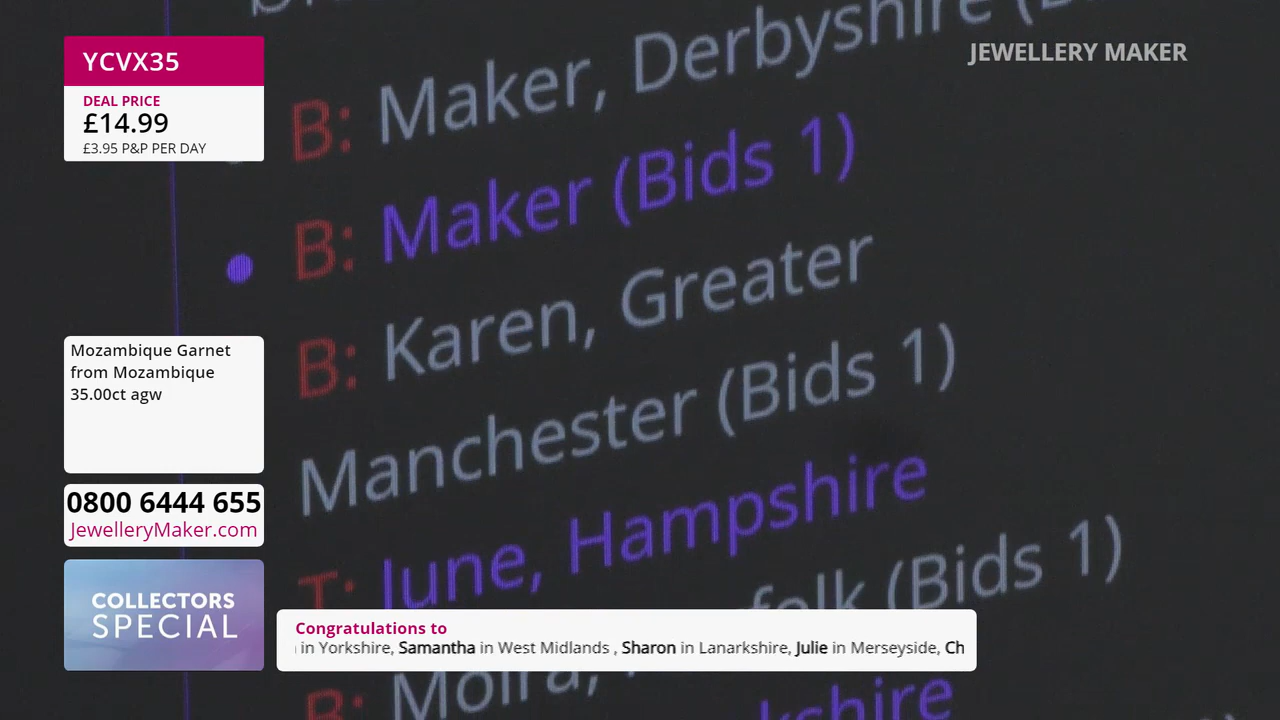 YCVX35
DEAL PRICE
£14.99
£3.95 P&P PER DAY
JEWELLERY MAKER
B: Maker, Derbyshire
B: Maker (Bids 1)
B: Karen, Greater
Manchester (Bids 1)
T: June, Hampshire
(Bids 1)
B: Moira,
Mozambique Garnet
from Mozambique
35.00ct agw
0800 6444 655
JewelleryMaker.com
COLLECTORS
SPECIAL
Congratulations to
in Yorkshire, Samantha in West Midlands , Sharon in Lanarkshire, Julie in Merseyside, Ch